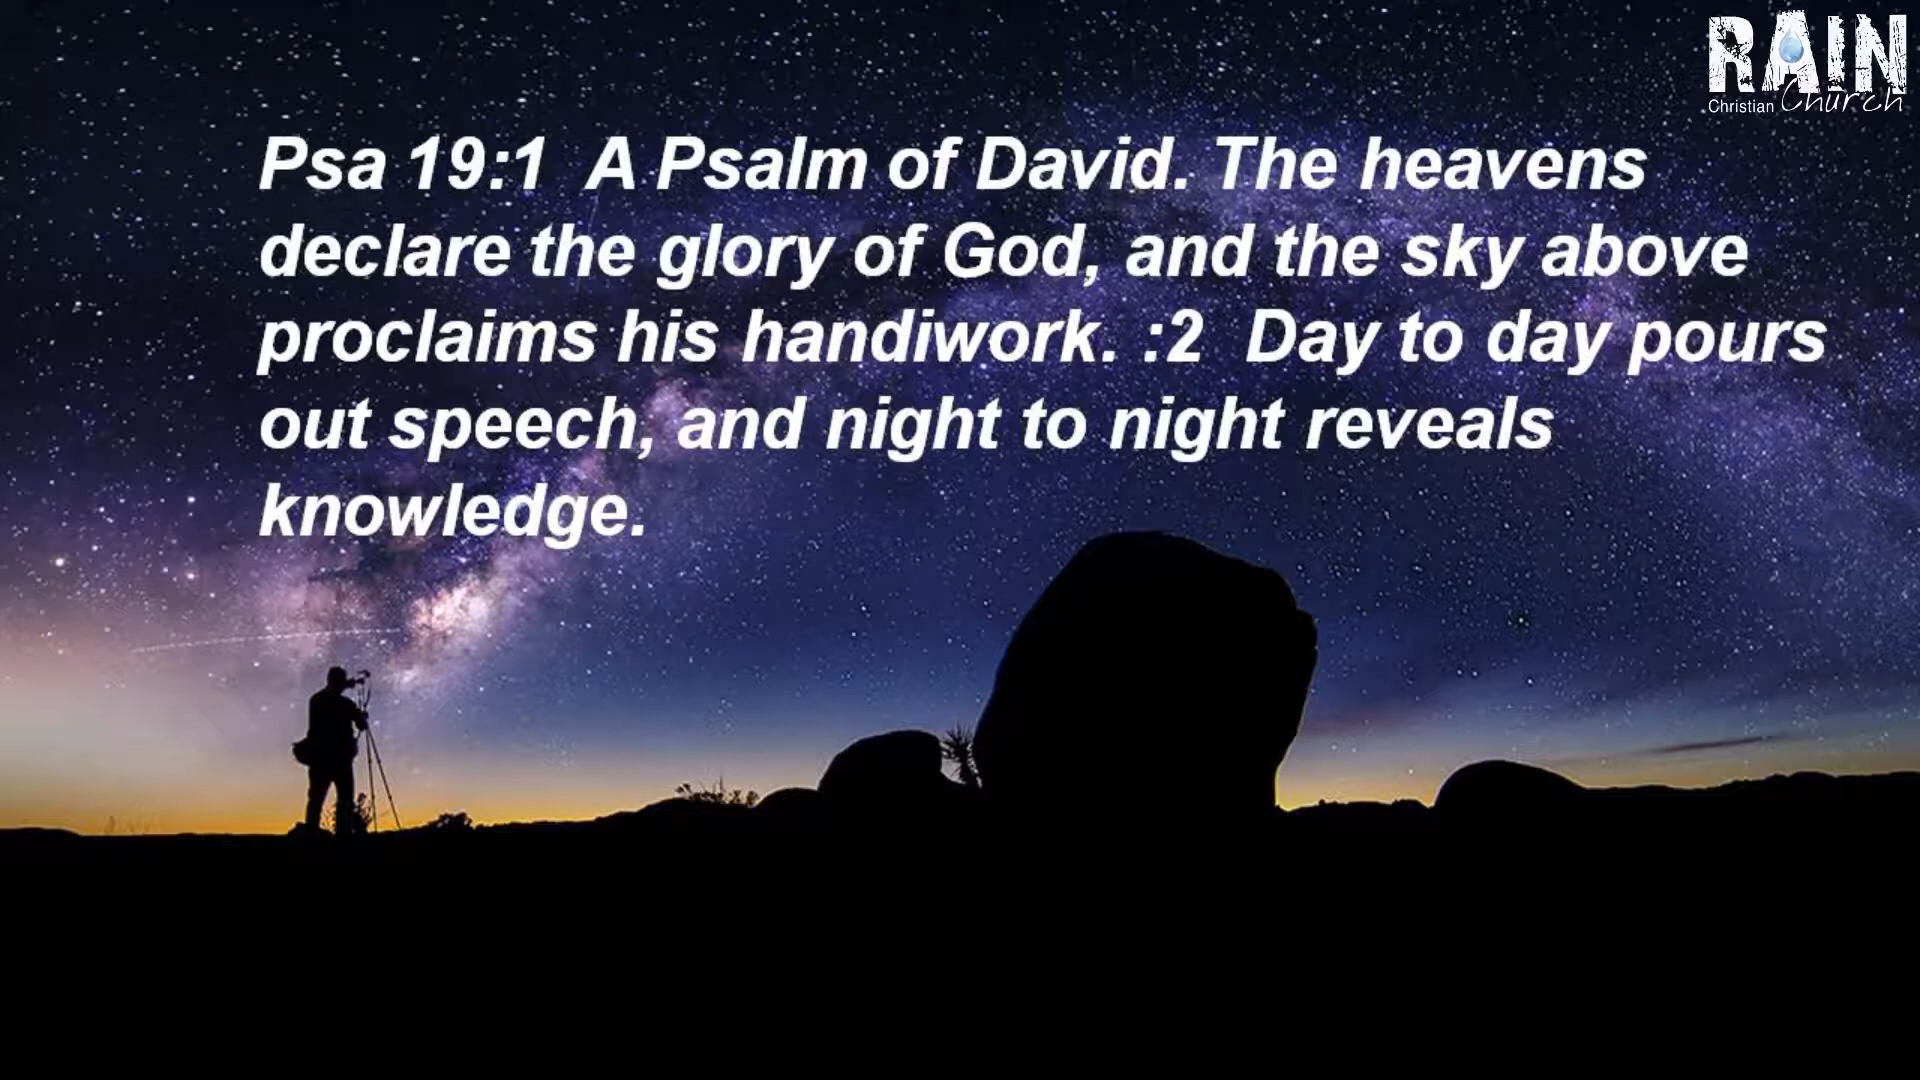 RAIN
Christian Church
Psa 19:1  A Psalm of David. The heavens
declare the glory of God, and the sky above
proclaims his handiwork. :2  Day to day pours
out speech, and night to night reveals
knowledge.